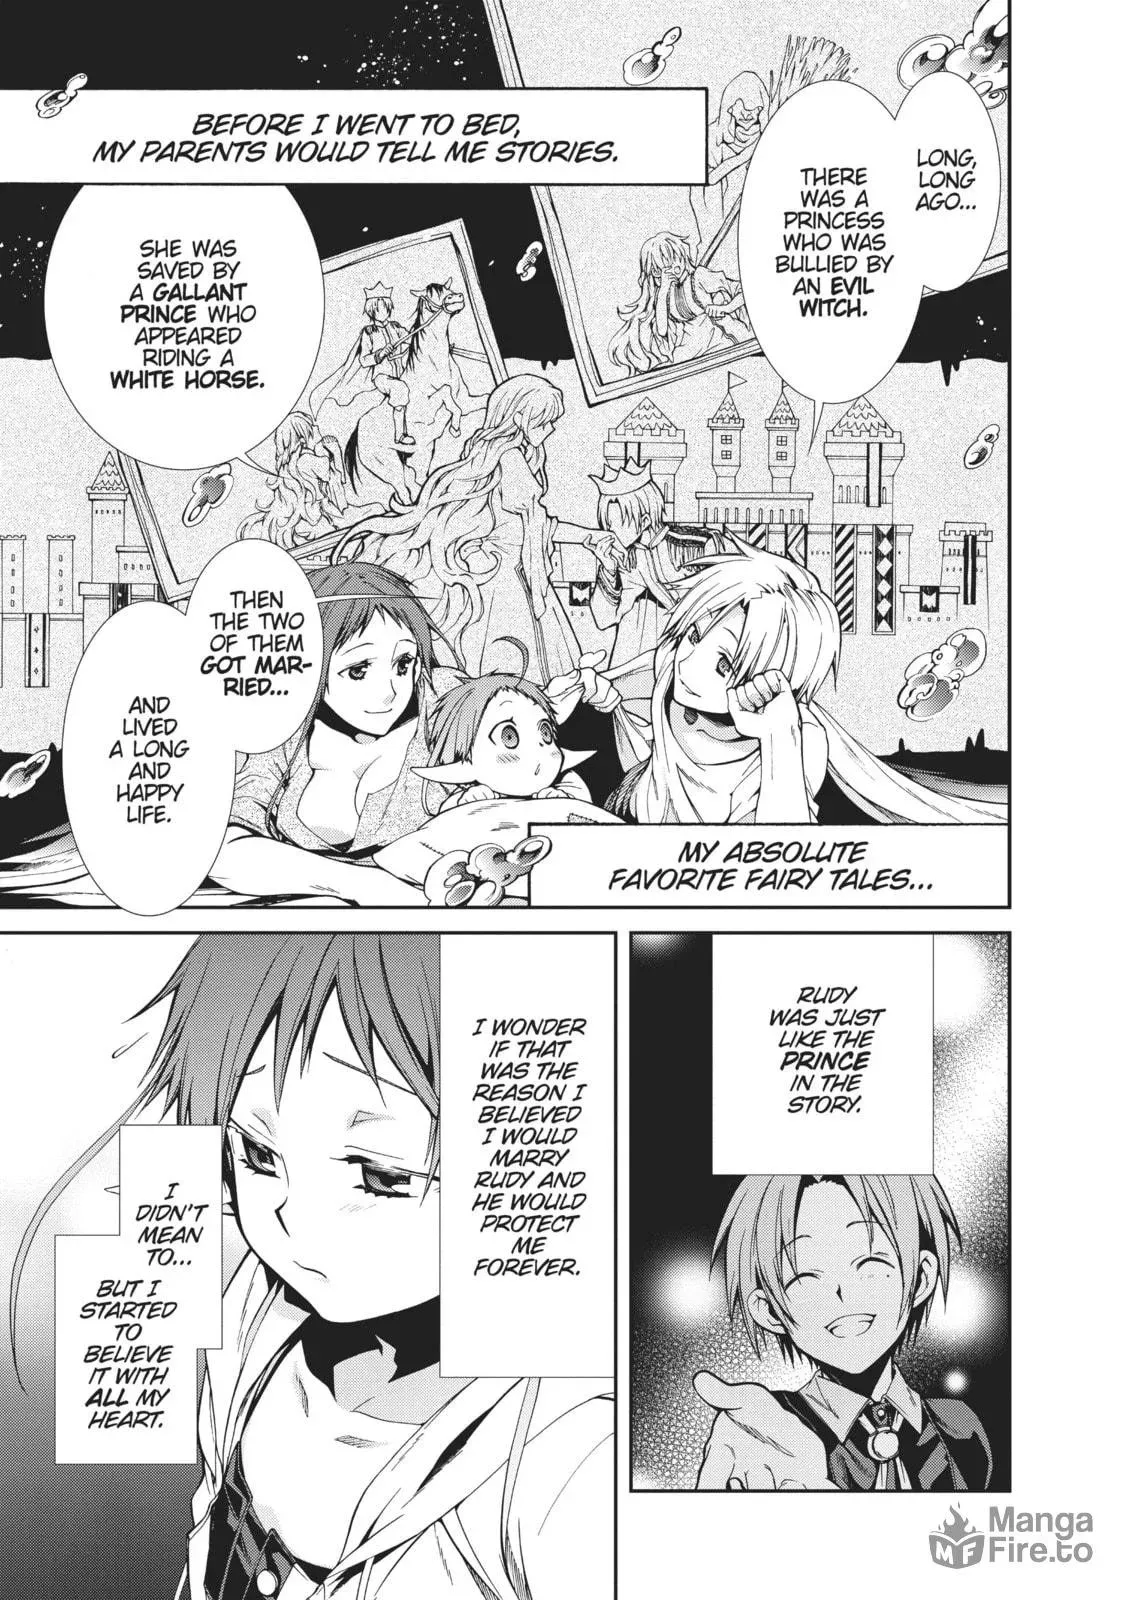 BEFORE I WENT TO BED,
MY PARENTS WOULD TELL ME STORIES.
LONG,
LONG
AGO...
THERE
WAS A
PRINCESS
WHO WAS
BULLIED BY
AN EVIL
WITCH.
SHE WAS
SAVED BY
A GALLANT
PRINCE WHO
APPEARED
RIDING A
WHITE HORSE.
THEN
THE TWO
OF THEM
GOT MAR-
RIED...
AND
LIVED
A LONG
AND
HAPPY
LIFE.
MY ABSOLUTE
FAVORITE FAIRY TALES...
RUDY
WAS JUST
LIKE THE
PRINCE
IN THE
STORY.
I WONDER
IF THAT
WAS THE
REASON I
BELIEVED
I WOULD
MARRY
RUDY AND
HE WOULD
PROTECT
ME
FOREVER.
I
DIDN'T
MEAN
TO...
BUT I
STARTED
TO
BELIEVE
IT WITH
ALL MY
HEART.
MF
Manga
Fire.to